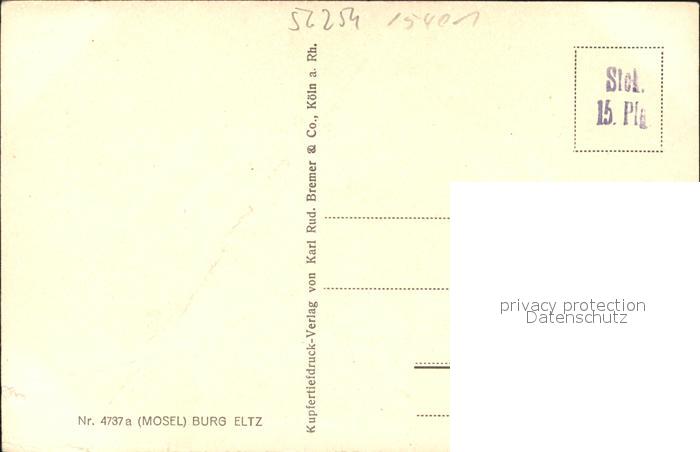 56254 15401
Stck.
15. Pfg.
Kupfertiefdruck-Verlag von Karl Rud. Bremer & Co., Köln a. Rh.
privacy protection
Datenschutz
Nr. 4737a (MOSEL) BURG ELTZ